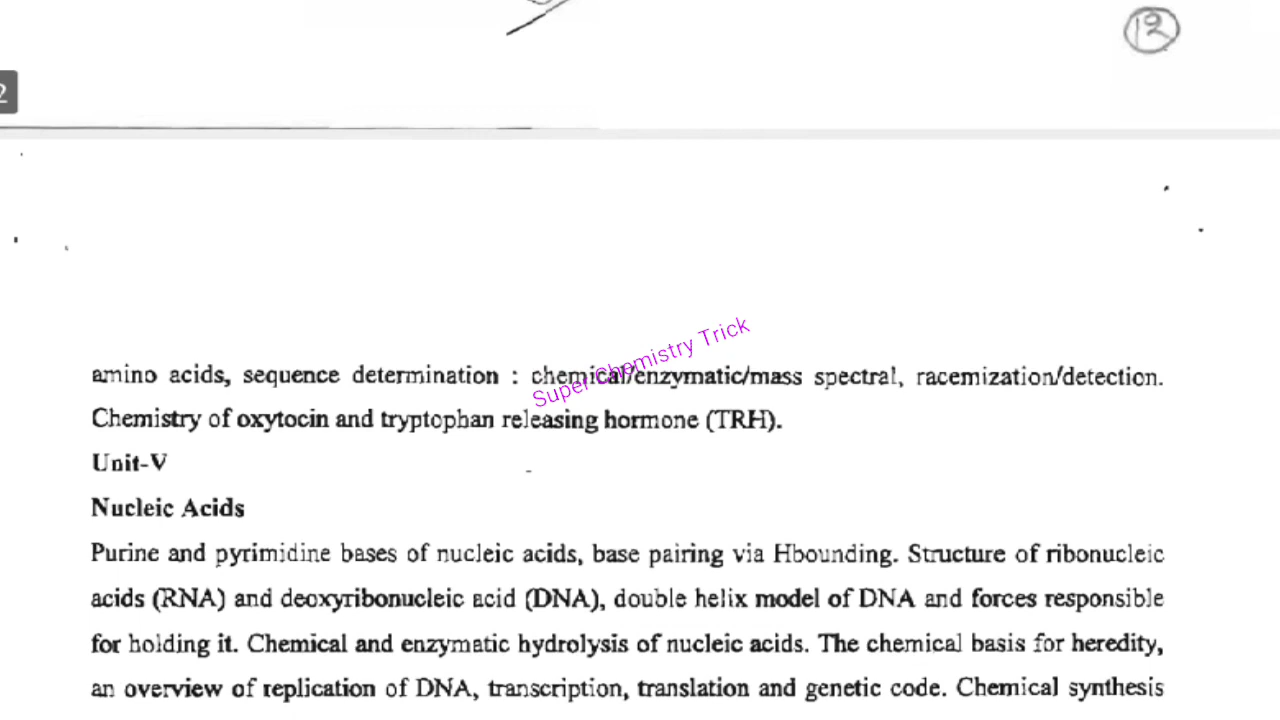 12
2
Super Chemistry Trick
amino acids, sequence determination : chemical/enzymatic/mass spectral, racemization/detection.
Chemistry of oxytocin and tryptophan releasing hormone (TRH).
Unit-V
Nucleic Acids
Purine and pyrimidine bases of nucleic acids, base pairing via Hbounding. Structure of ribonucleic
acids (RNA) and deoxyribonucleic acid (DNA), double helix model of DNA and forces responsible
for holding it. Chemical and enzymatic hydrolysis of nucleic acids. The chemical basis for heredity,
an overview of replication of DNA, transcription, translation and genetic code. Chemical synthesis